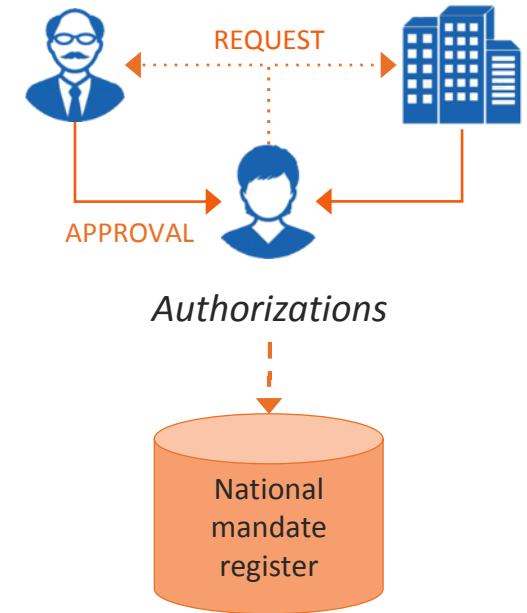 REQUEST
APPROVAL
Authorizations
National
mandate
register